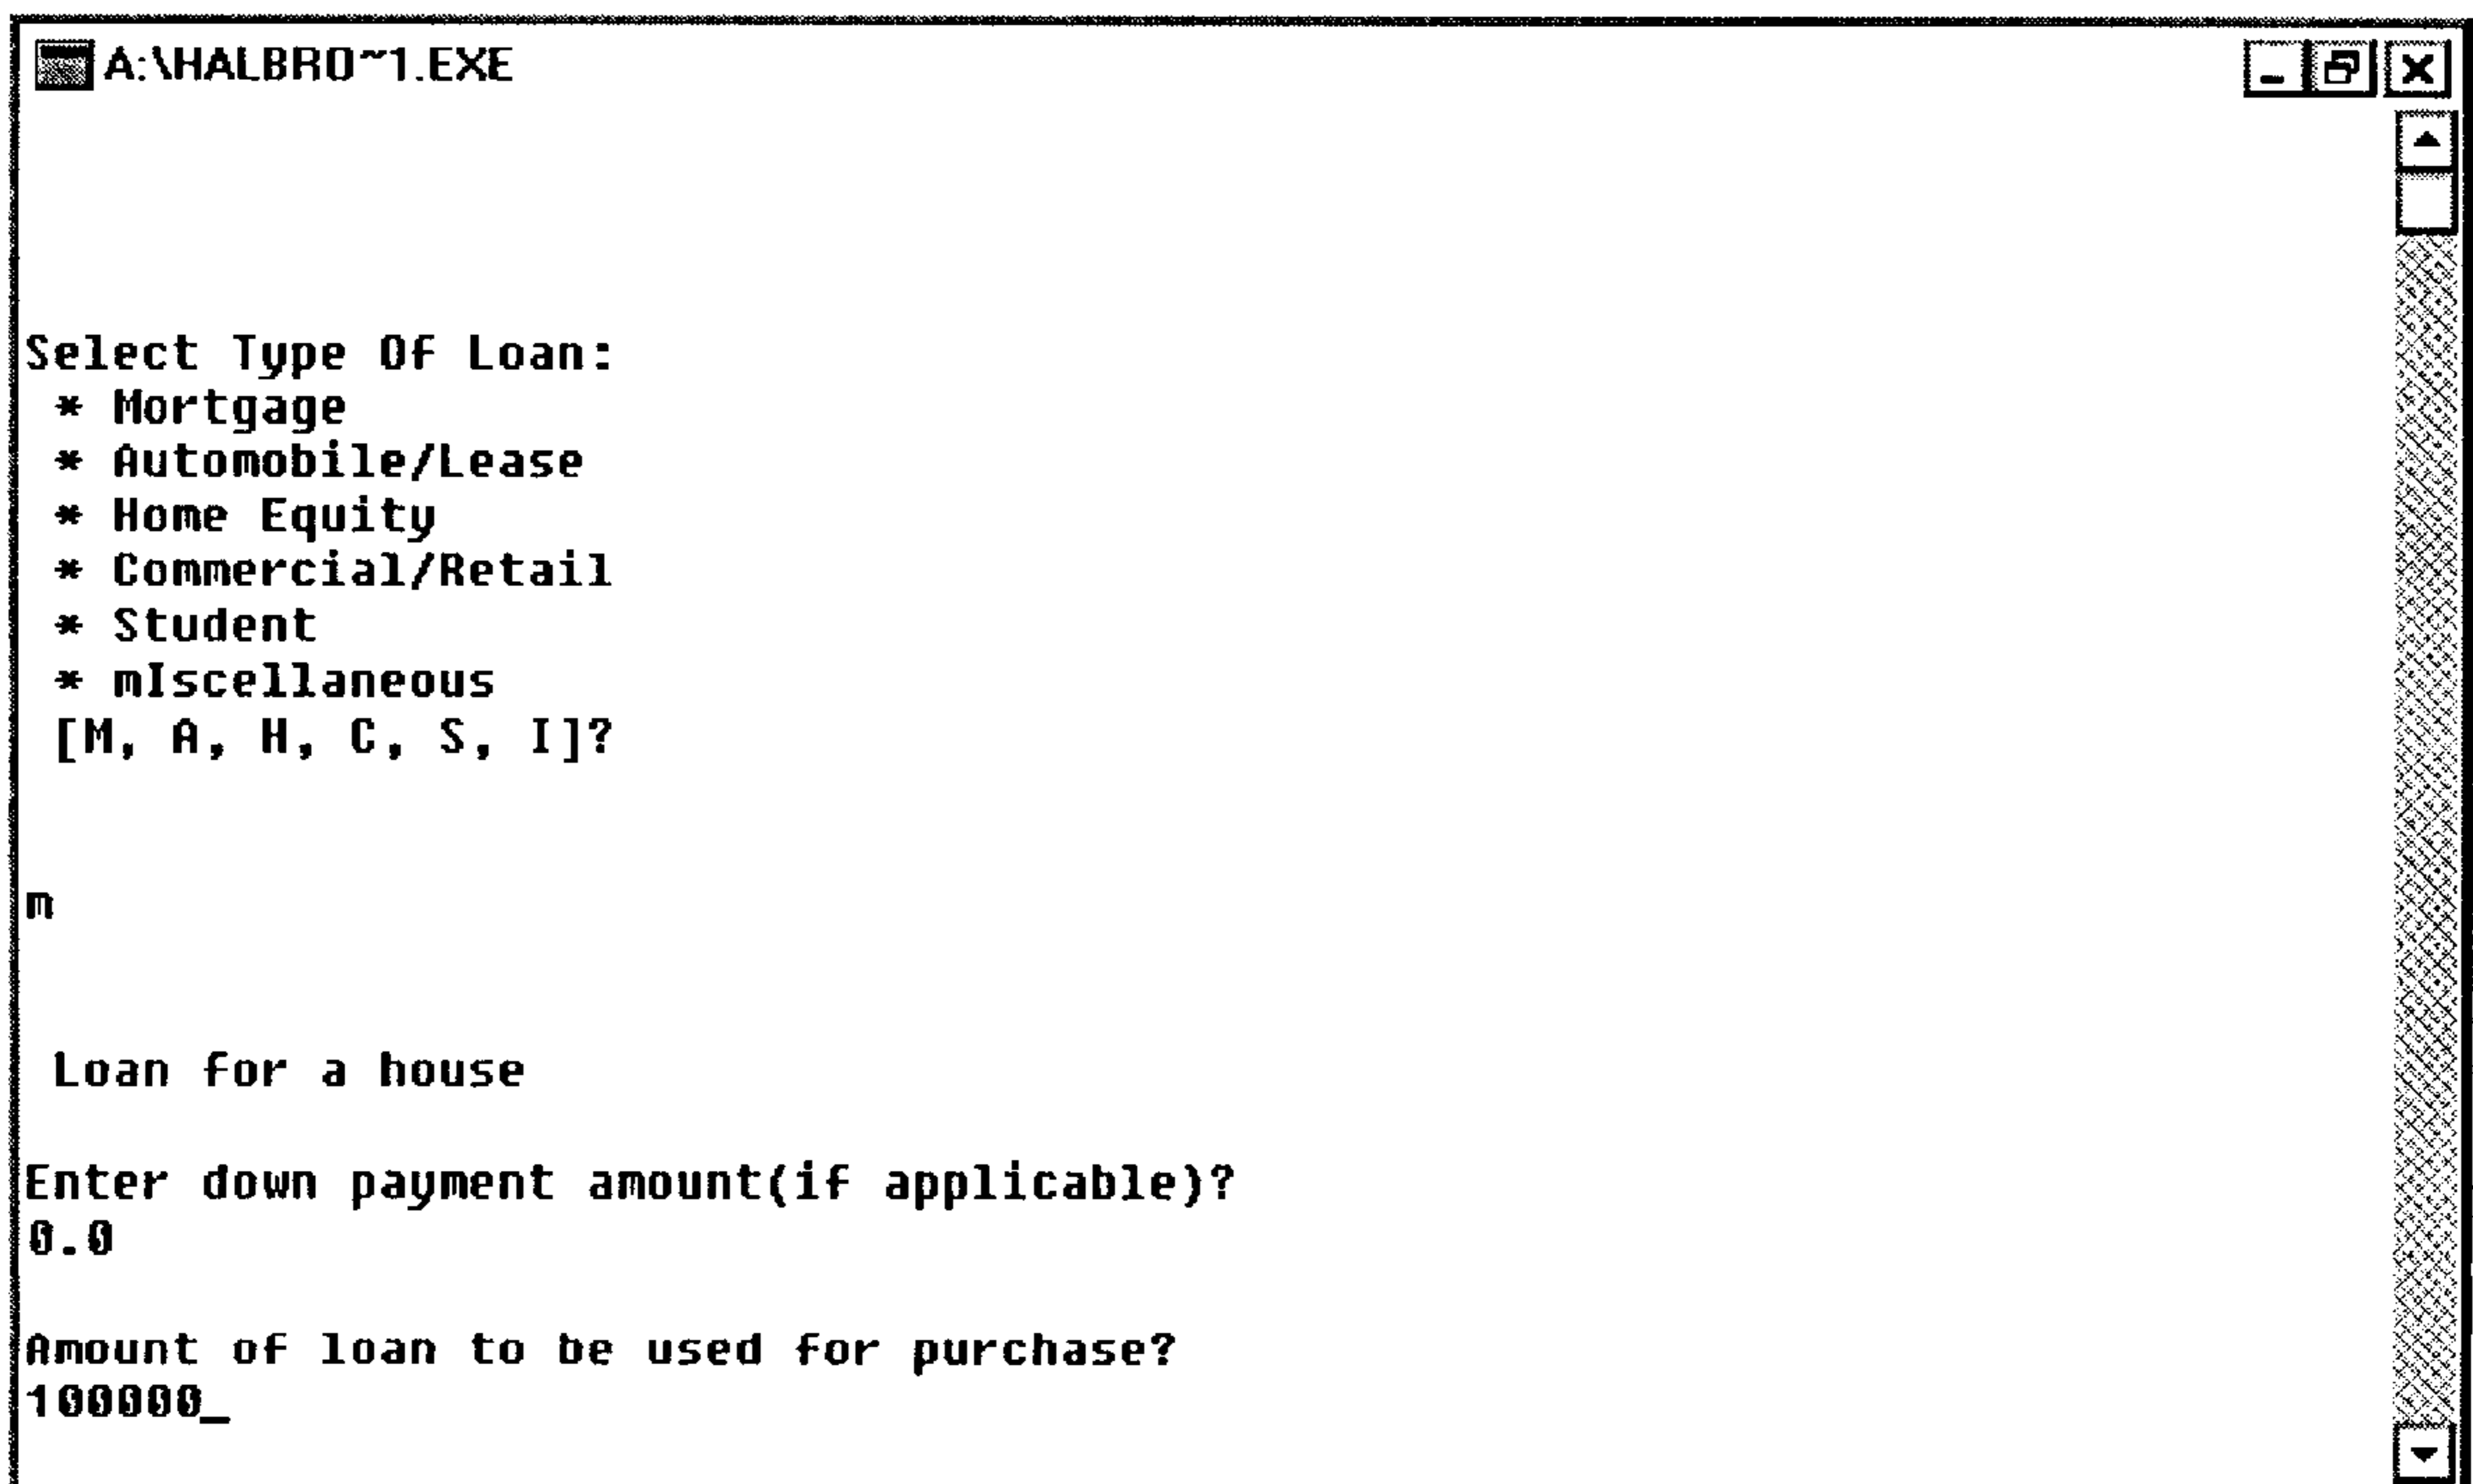 A:\HALBRO~1.EXE
Select Type Of Loan:
* Mortgage
* Automobile/Lease
* Home Equity
* Commercial/Retail
* Student
* mIscellaneous
[M, A, H, C, S, I]?
m
Loan for a house
Enter down payment amount(if applicable)?
0.0
Amount of loan to be used for purchase?
100000_